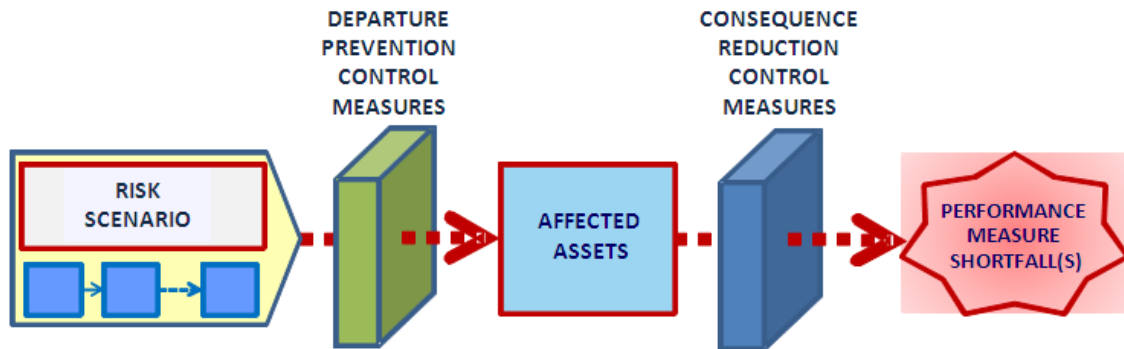 DEPARTURE
PREVENTION
CONTROL
MEASURES
CONSEQUENCE
REDUCTION
CONTROL
MEASURES
RISK
SCENARIO
AFFECTED
ASSETS
PERFORMANCE
MEASURE
SHORTFALL(S)